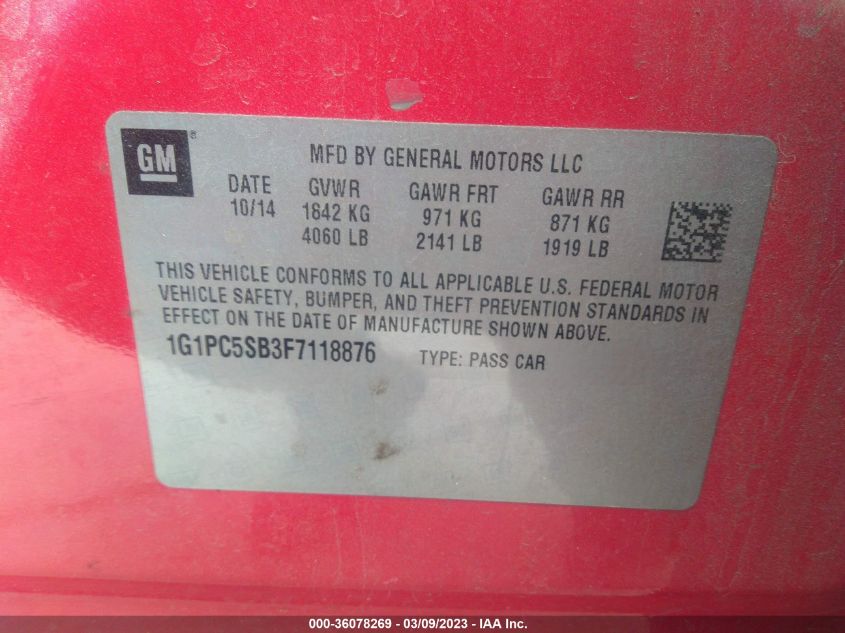 GM®
MFD BY GENERAL MOTORS LLC
DATE GVWR GAWR FRT GAWR RR
10/14 1842 KG 971 KG 871 KG
4060 LB 2141 LB 1919 LB
THIS VEHICLE CONFORMS TO ALL APPLICABLE U.S. FEDERAL MOTOR
VEHICLE SAFETY, BUMPER, AND THEFT PREVENTION STANDARDS IN
EFFECT ON THE DATE OF MANUFACTURE SHOWN ABOVE.
1G1PC5SB3F7118876 TYPE: PASS CAR
000-36078269 - 03/09/2023 - IAA Inc.